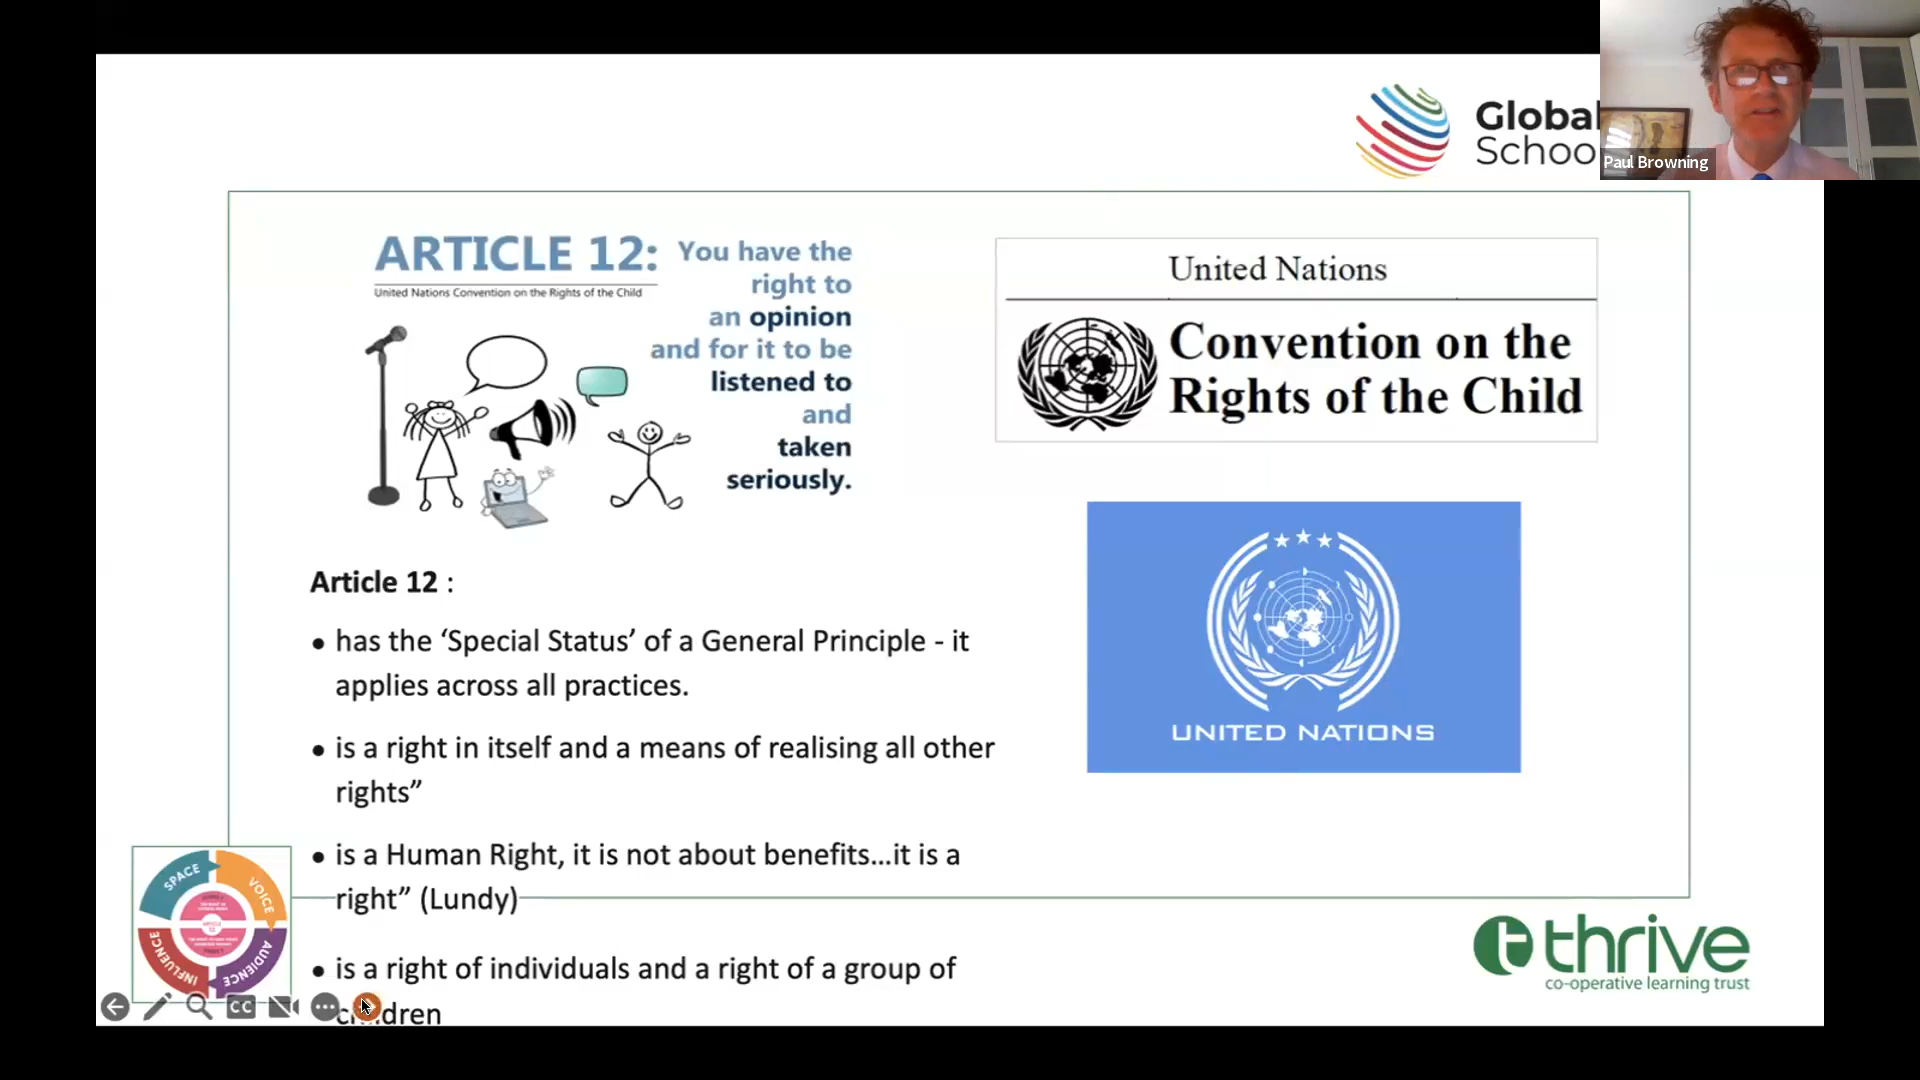 Global
Schoo
Paul Browning
ARTICLE 12:
United Nations Convention on the Rights of the Child
You have the
right to
an opinion
and for it to be
listened to
and
taken
seriously.
United Nations
Convention on the
Rights of the Child
UNITED NATIONS
Article 12 :
• has the ‘Special Status’ of a General Principle - it
applies across all practices.
• is a right in itself and a means of realising all other
rights”
• is a Human Right, it is not about benefits...it is a
right” (Lundy)
• is a right of individuals and a right of a group of
children
SPACE
VOICE
AUDIENCE
INFLUENCE
CC
thrive
co-operative learning trust